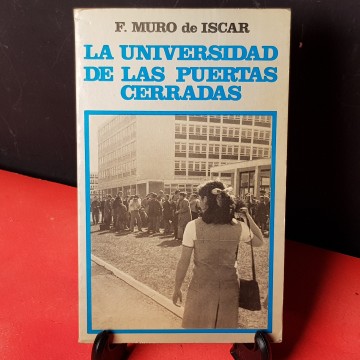 F. MURO de ISCAR
LA UNIVERSIDAD
DE LAS PUERTAS
CERRADAS